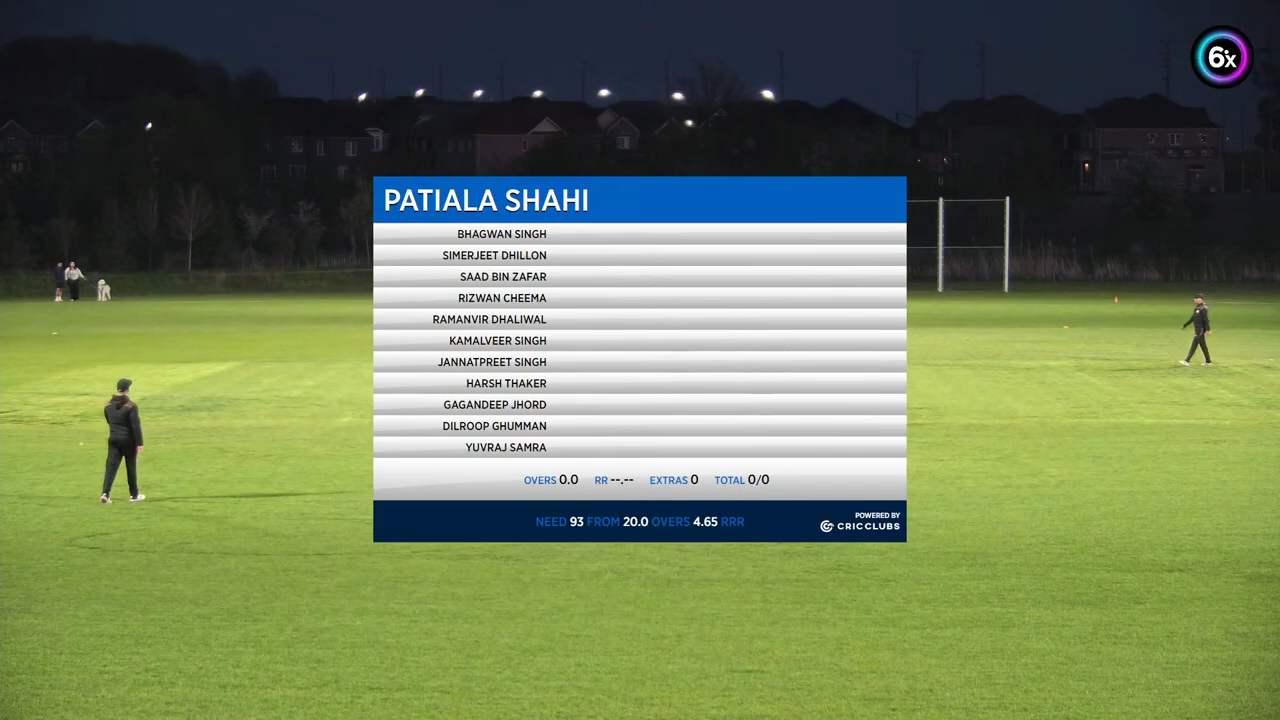 6x
PATIALA SHAHI
BHAGWAN SINGH
SIMERJEET DHILLON
SAAD BIN ZAFAR
RIZWAN CHEEMA
RAMANVIR DHALIWAL
KAMALVEER SINGH
JANNATPREET SINGH
HARSH THAKER
GAGANDEEP JHORD
DILROOP GHUMMAN
YUVRAJ SAMRA
OVERS 0.0 RR --.-- EXTRAS 0 TOTAL 0/0
NEED 93 FROM 20.0 OVERS 4.65 RRR
POWERED BY
CRICCLUBS